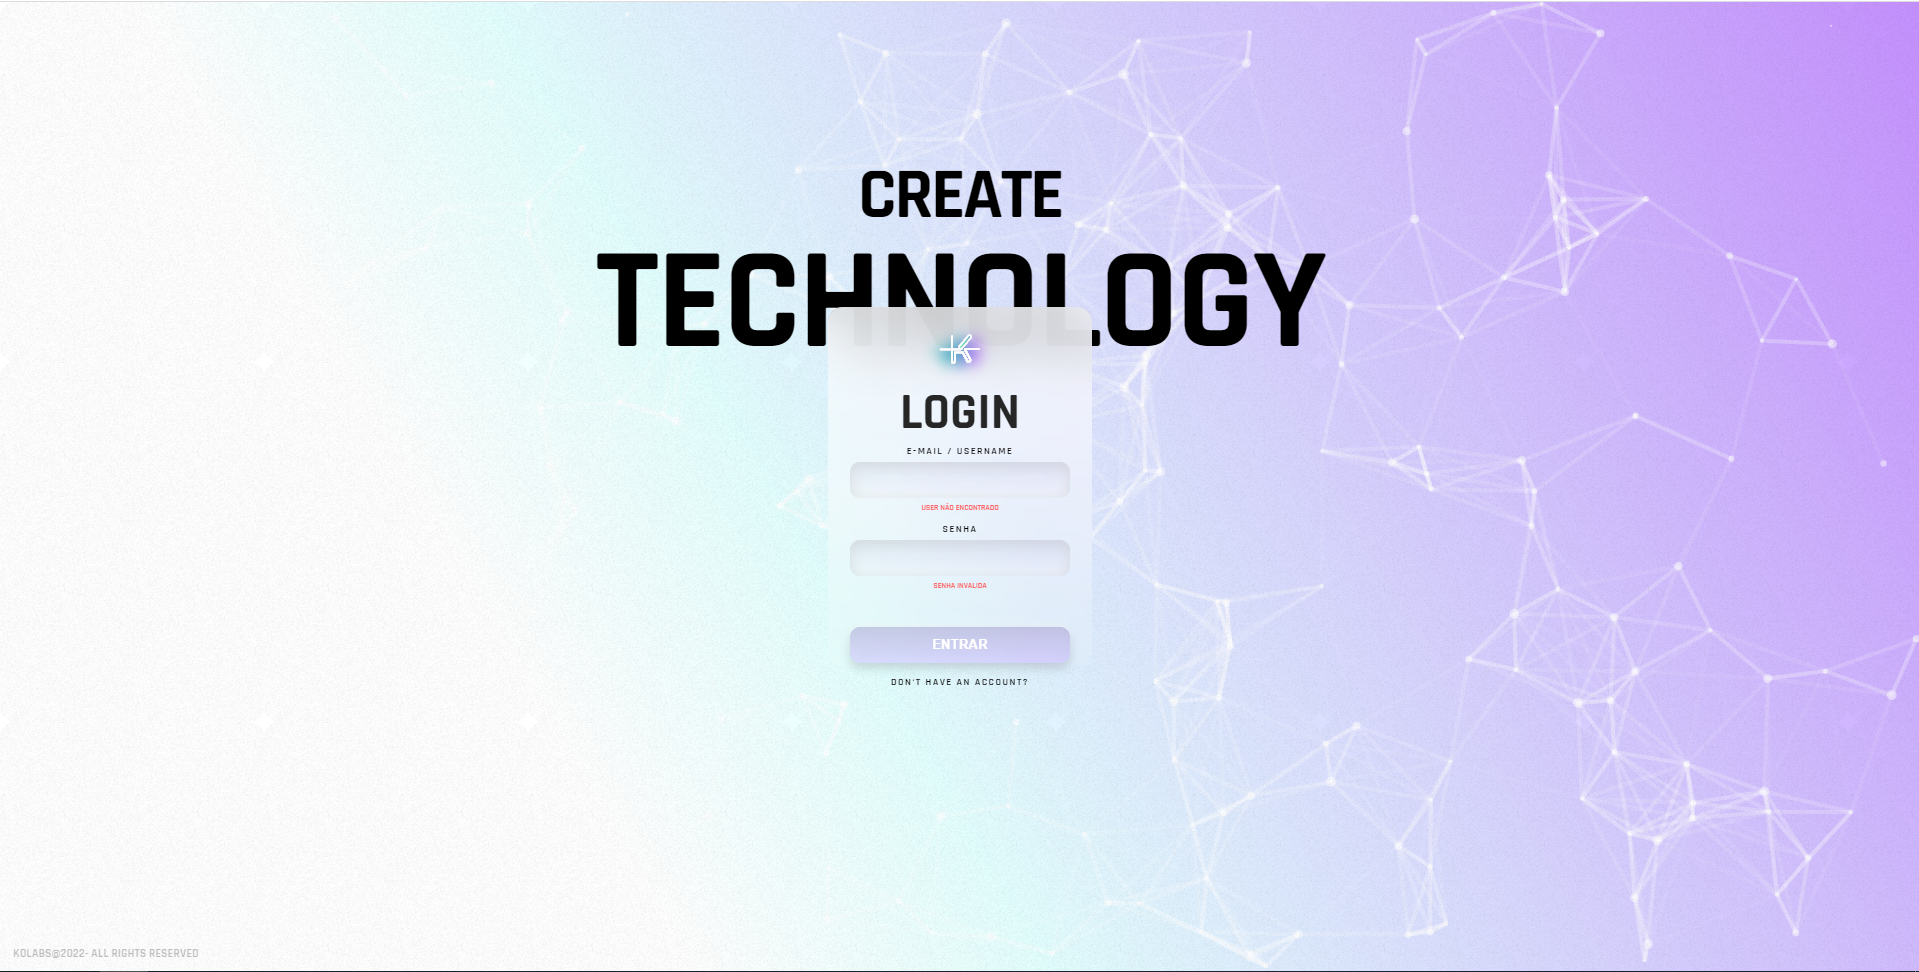 CREATE
TECHNOLOGY
LOGIN
E-MAIL / USERNAME
USER NÃO ENCONTRADO
SENHA
SENHA INVALIDA
ENTRAR
DON'T HAVE AN ACCOUNT?
KOLABS@2022- ALL RIGHTS RESERVED